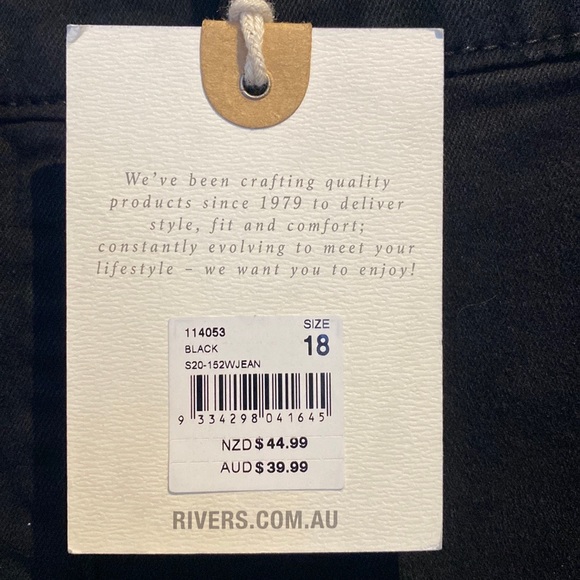 We've been crafting quality
products since 1979 to deliver
style, fit and comfort;
constantly evolving to meet your
lifestyle – we want you to enjoy!
114053
SIZE
BLACK
18
S20-152WJEAN
9 334298 041645
NZD $ 44.99
AUD $ 39.99
RIVERS.COM.AU